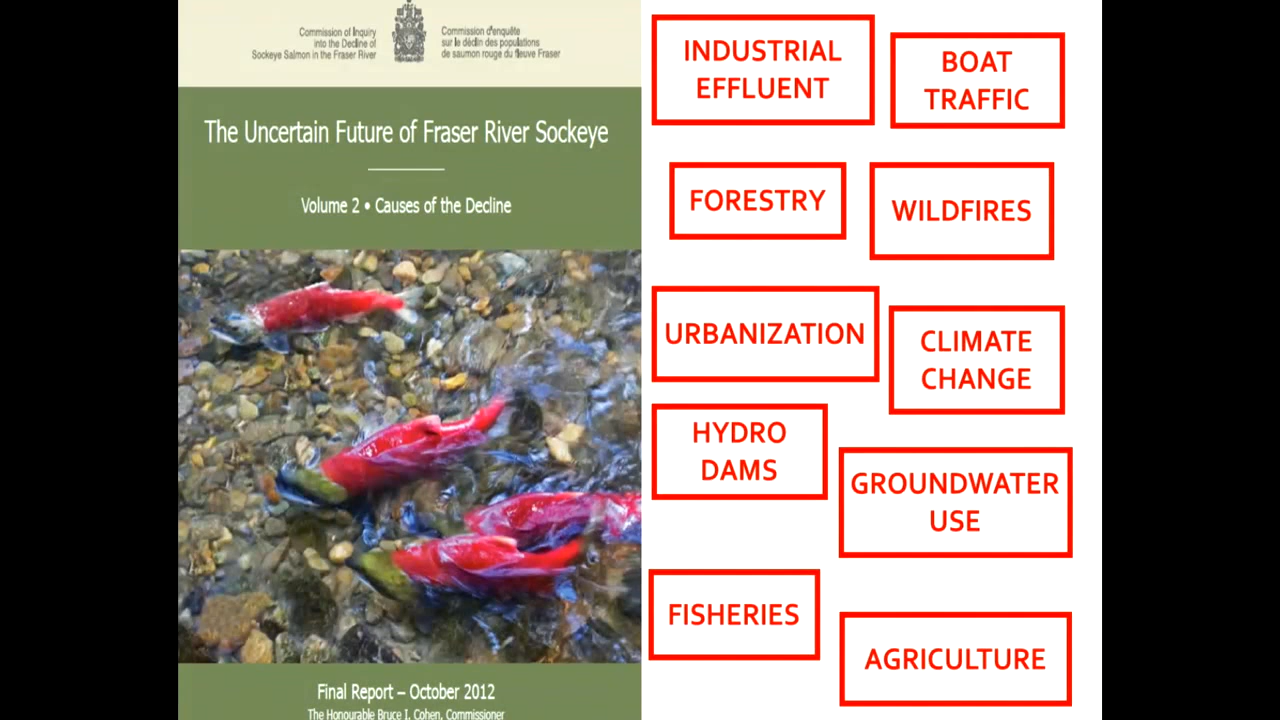 Commission of Inquiry
into the Decline of
Sockeye Salmon in the Fraser River
Commission d'enquête
sur le déclin des populations
de saumon rouge du fleuve Fraser
The Uncertain Future of Fraser River Sockeye
Volume 2 • Causes of the Decline
Final Report – October 2012
The Honourable Bruce I. Cohen, Commissioner
INDUSTRIAL
EFFLUENT
BOAT
TRAFFIC
FORESTRY
WILDFIRES
URBANIZATION
CLIMATE
CHANGE
HYDRO
DAMS
GROUNDWATER
USE
FISHERIES
AGRICULTURE